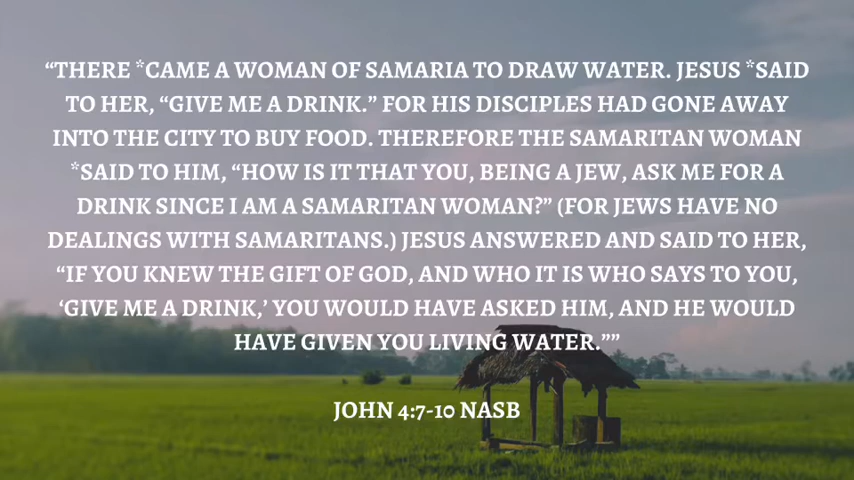 “THERE *CAME A WOMAN OF SAMARIA TO DRAW WATER. JESUS *SAID
TO HER, “GIVE ME A DRINK.” FOR HIS DISCIPLES HAD GONE AWAY
INTO THE CITY TO BUY FOOD. THEREFORE THE SAMARITAN WOMAN
*SAID TO HIM, “HOW IS IT THAT YOU, BEING A JEW, ASK ME FOR A
DRINK SINCE I AM A SAMARITAN WOMAN?” (FOR JEWS HAVE NO
DEALINGS WITH SAMARITANS.) JESUS ANSWERED AND SAID TO HER,
“IF YOU KNEW THE GIFT OF GOD, AND WHO IT IS WHO SAYS TO YOU,
‘GIVE ME A DRINK,’ YOU WOULD HAVE ASKED HIM, AND HE WOULD
HAVE GIVEN YOU LIVING WATER.””
JOHN 4:7-10 NASB